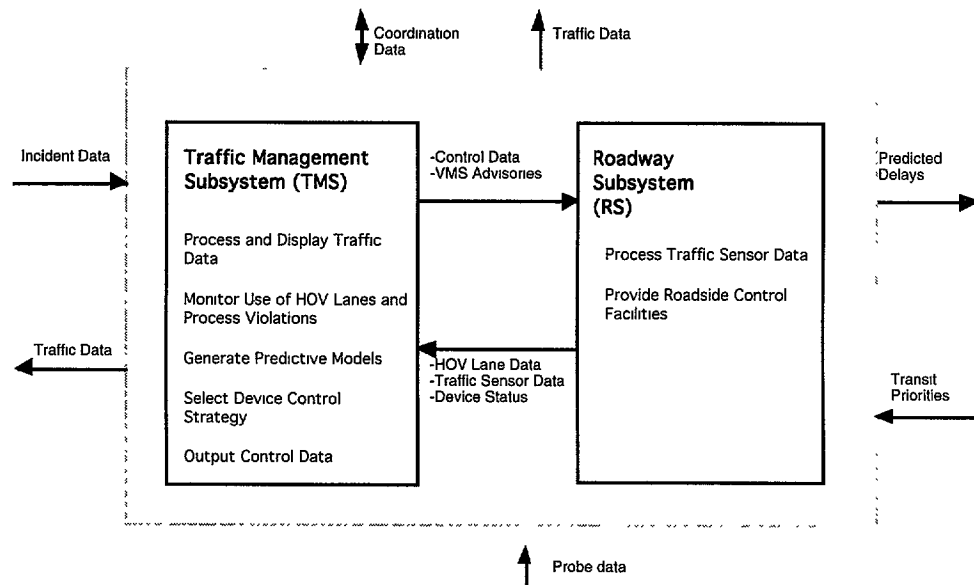 Coordination
Data
Traffic Data
Incident Data
Traffic Management
Subsystem (TMS)
Process and Display Traffic
Data
Monitor Use of HOV Lanes and
Process Violations
Generate Predictive Models
Select Device Control
Strategy
Output Control Data
-Control Data
-VMS Advisories
-HOV Lane Data
-Traffic Sensor Data
-Device Status
Roadway
Subsystem
(RS)
Process Traffic Sensor Data
Provide Roadside Control
Facilities
Predicted
Delays
Traffic Data
Transit
Priorities
Probe data